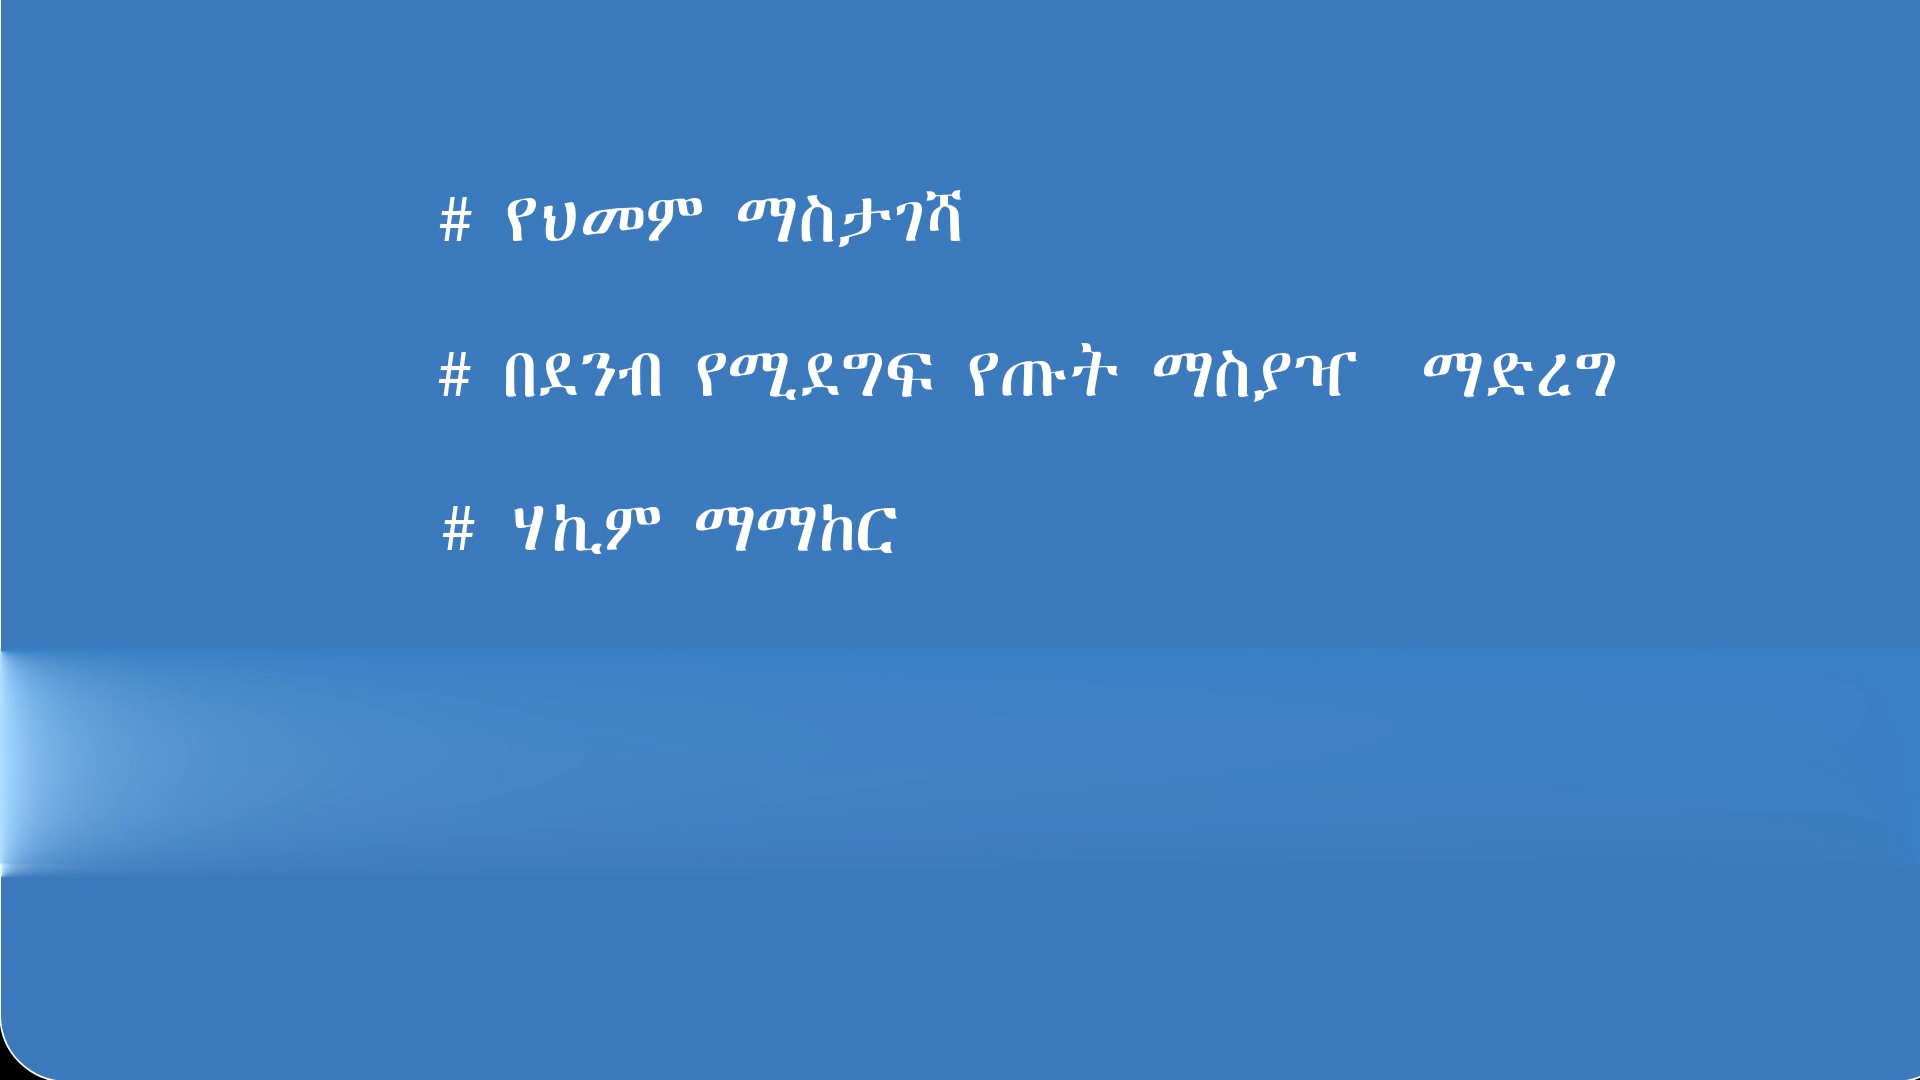 # የህመም ማስታገሻ
# በደንብ የሚደግፍ የጡት ማስያዣ ማድረግ
# ሃኪም ማማከር